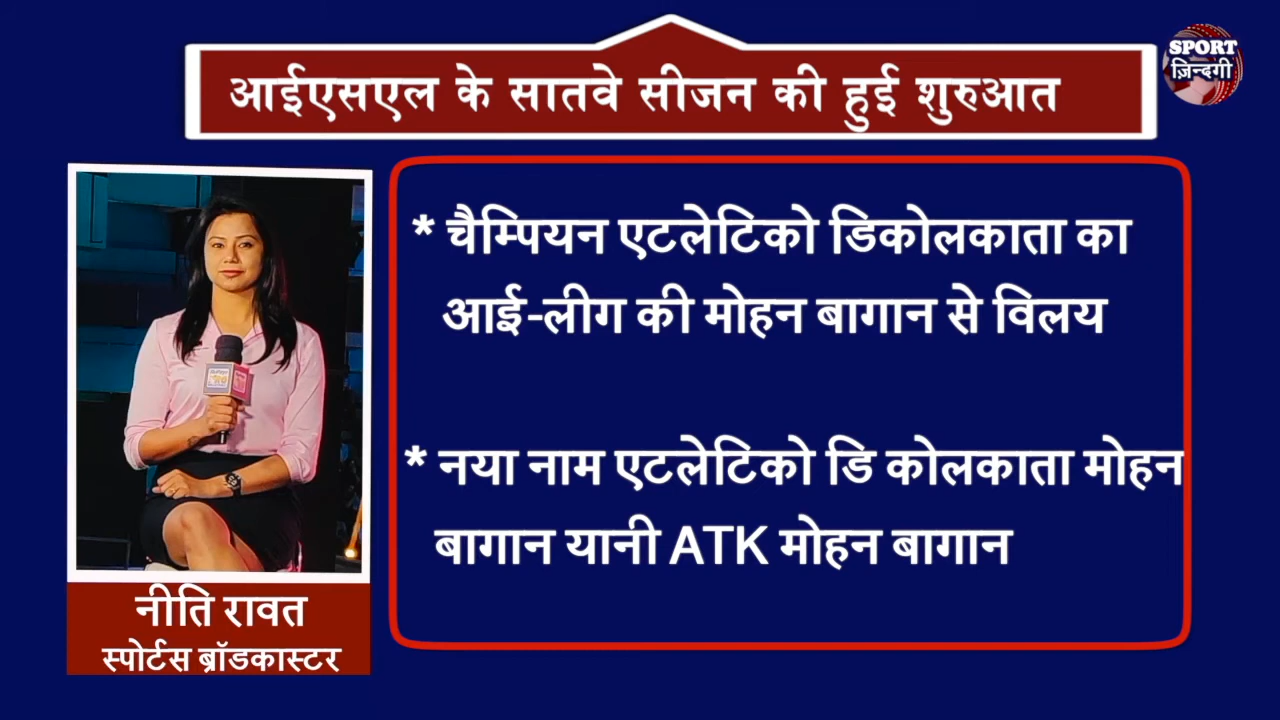 आईएसएल के सातवे सीजन की हुई शुरुआत
SPORT
ज़िन्दगी
* चैम्पियन एटलेटिको डिकोलकाता का
आई-लीग की मोहन बागान से विलय
* नया नाम एटलेटिको डि कोलकाता मोहन
बागान यानी ATK मोहन बागान
नीति रावत
स्पोर्टस ब्रॉडकास्टर